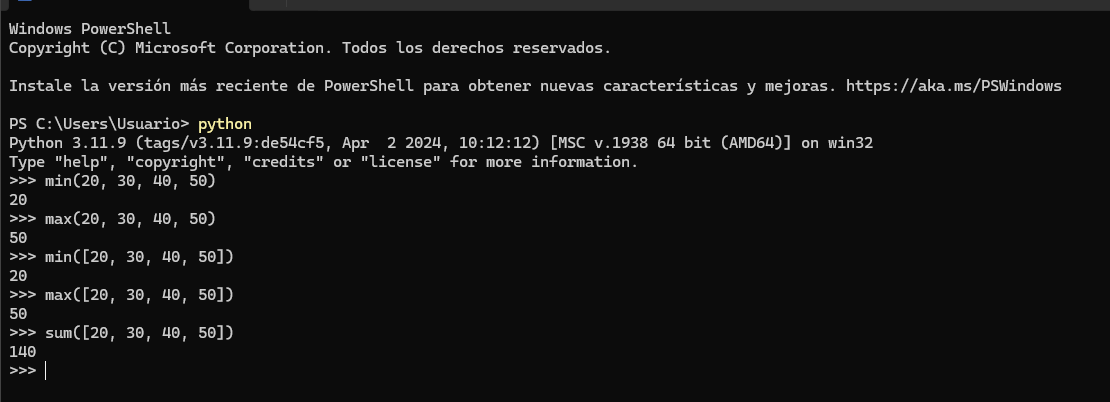 Windows PowerShell
Copyright (C) Microsoft Corporation. Todos los derechos reservados.
Instale la versión más reciente de PowerShell para obtener nuevas características y mejoras. https://aka.ms/PSWindows
PS C:\Users\Usuario> python
Python 3.11.9 (tags/v3.11.9:de54cf5, Apr  2 2024, 10:12:12) [MSC v.1938 64 bit (AMD64)] on win32
Type "help", "copyright", "credits" or "license" for more information.
>>> min(20, 30, 40, 50)
20
>>> max(20, 30, 40, 50)
50
>>> min([20, 30, 40, 50])
20
>>> max([20, 30, 40, 50])
50
>>> sum([20, 30, 40, 50])
140
>>>